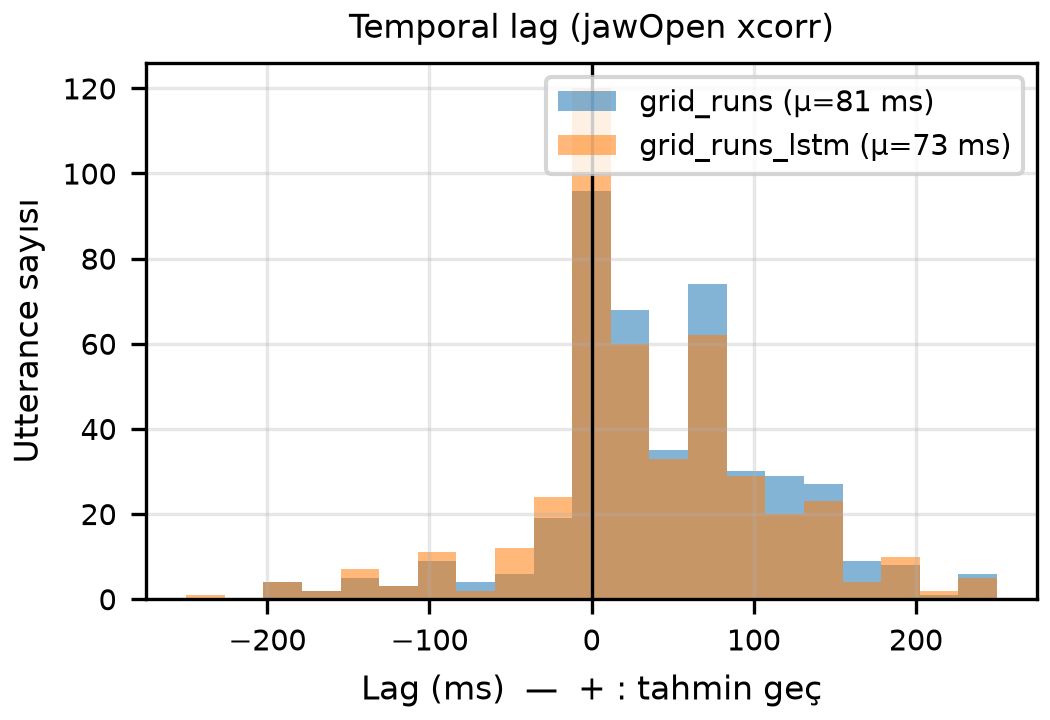 Temporal lag (jawOpen xcorr)
grid_runs (μ=81 ms)
grid_runs_lstm (μ=73 ms)
Utterance sayısı
120
100
80
60
40
20
0
−200
−100
0
100
200
Lag (ms) — + : tahmin geç